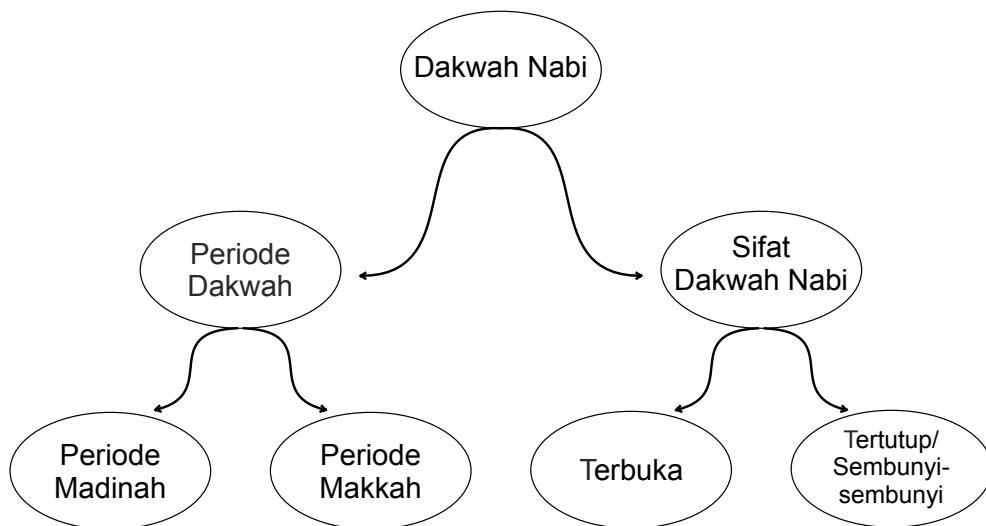 Dakwah Nabi
Periode
Dakwah
Sifat
Dakwah Nabi
Periode
Madinah
Periode
Makkah
Terbuka
Tertutup/
Sembunyi-
sembunyi